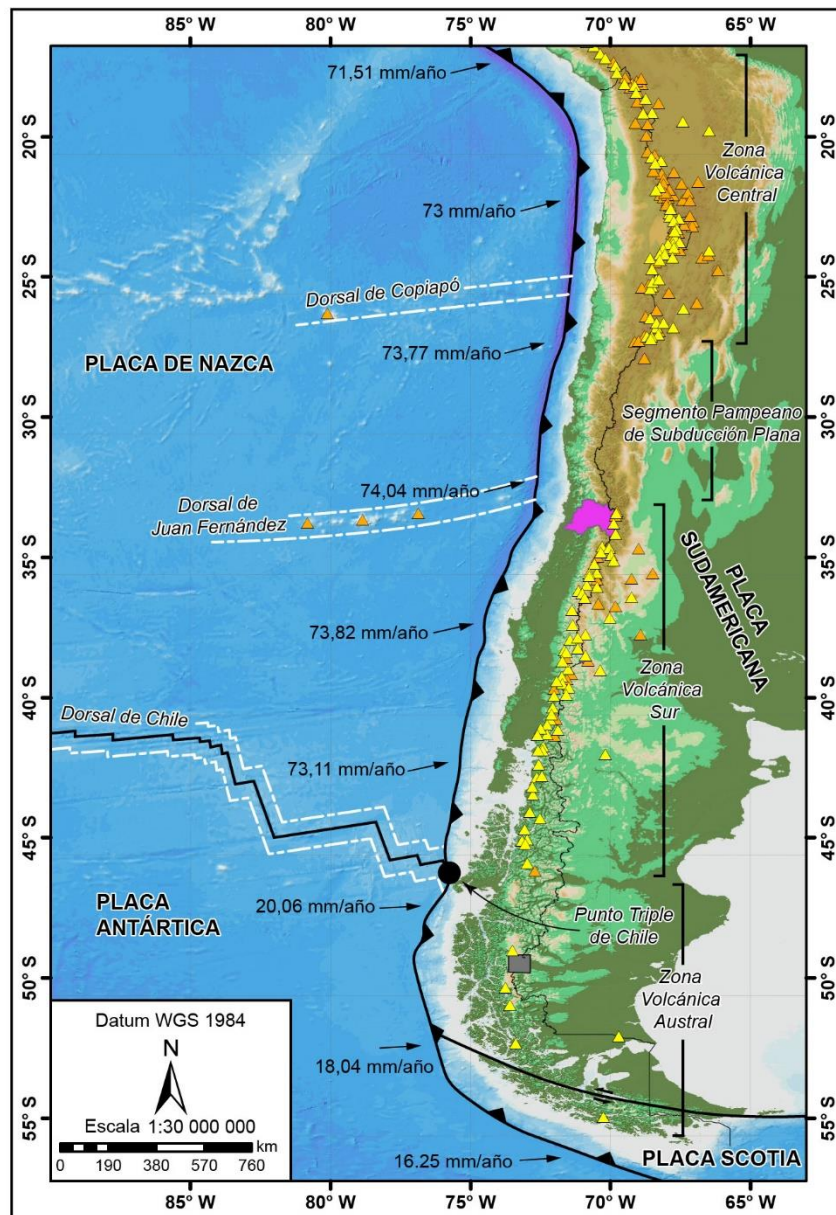 85° W
80° W
75° W
70° W
65° W
20° S
25° S
30° S
35° S
40° S
45° S
50° S
55° S
71,51 mm/año
Zona
Volcánica
Central
73 mm/año
Dorsal de Copiapó
PLACA DE NAZCA
73,77 mm/año
Segmento Pampeano
de Subducción Plana
74,04 mm/año
Dorsal de
Juan Fernández
PLACA
SUDAMERICANA
73,82 mm/año
Zona
Volcánica
Sur
Dorsal de Chile
73,11 mm/año
PLACA
ANTÁRTICA
20,06 mm/año
Punto Triple
de Chile
Zona
Volcánica
Austral
18,04 mm/año
16.25 mm/año
PLACA SCOTIA
Datum WGS 1984
N
Escala 1:30 000 000
km
0 190 380 570 760
20° S
25° S
30° S
35° S
40° S
45° S
50° S
55° S
85° W
80° W
75° W
70° W
65° W